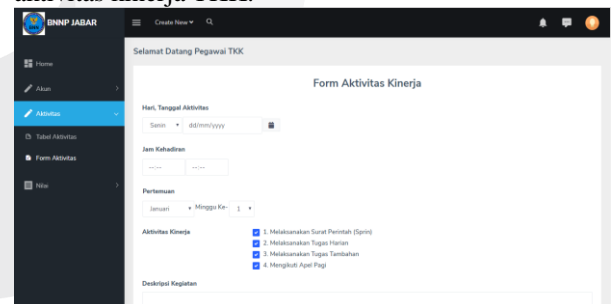 aktivitas kinerja TKK.
BNNP JABAR
Create New
Selamat Datang Pegawai TKK
Home
Akun
Aktivitas
Tabel Aktivitas
Form Aktivitas
Nilai
Form Aktivitas Kinerja
Hari, Tanggal Aktivitas
Senin dd/mm/yyyy
Jam Kehadiran
--:-- --:--
Pertemuan
Januari Minggu Ke- 1
Aktivitas Kinerja
1. Melaksanakan Surat Perintah (Sprin)
2. Melaksanakan Tugas Harian
3. Melaksanakan Tugas Tambahan
4. Mengikuti Apel Pagi
Deskripsi Kegiatan